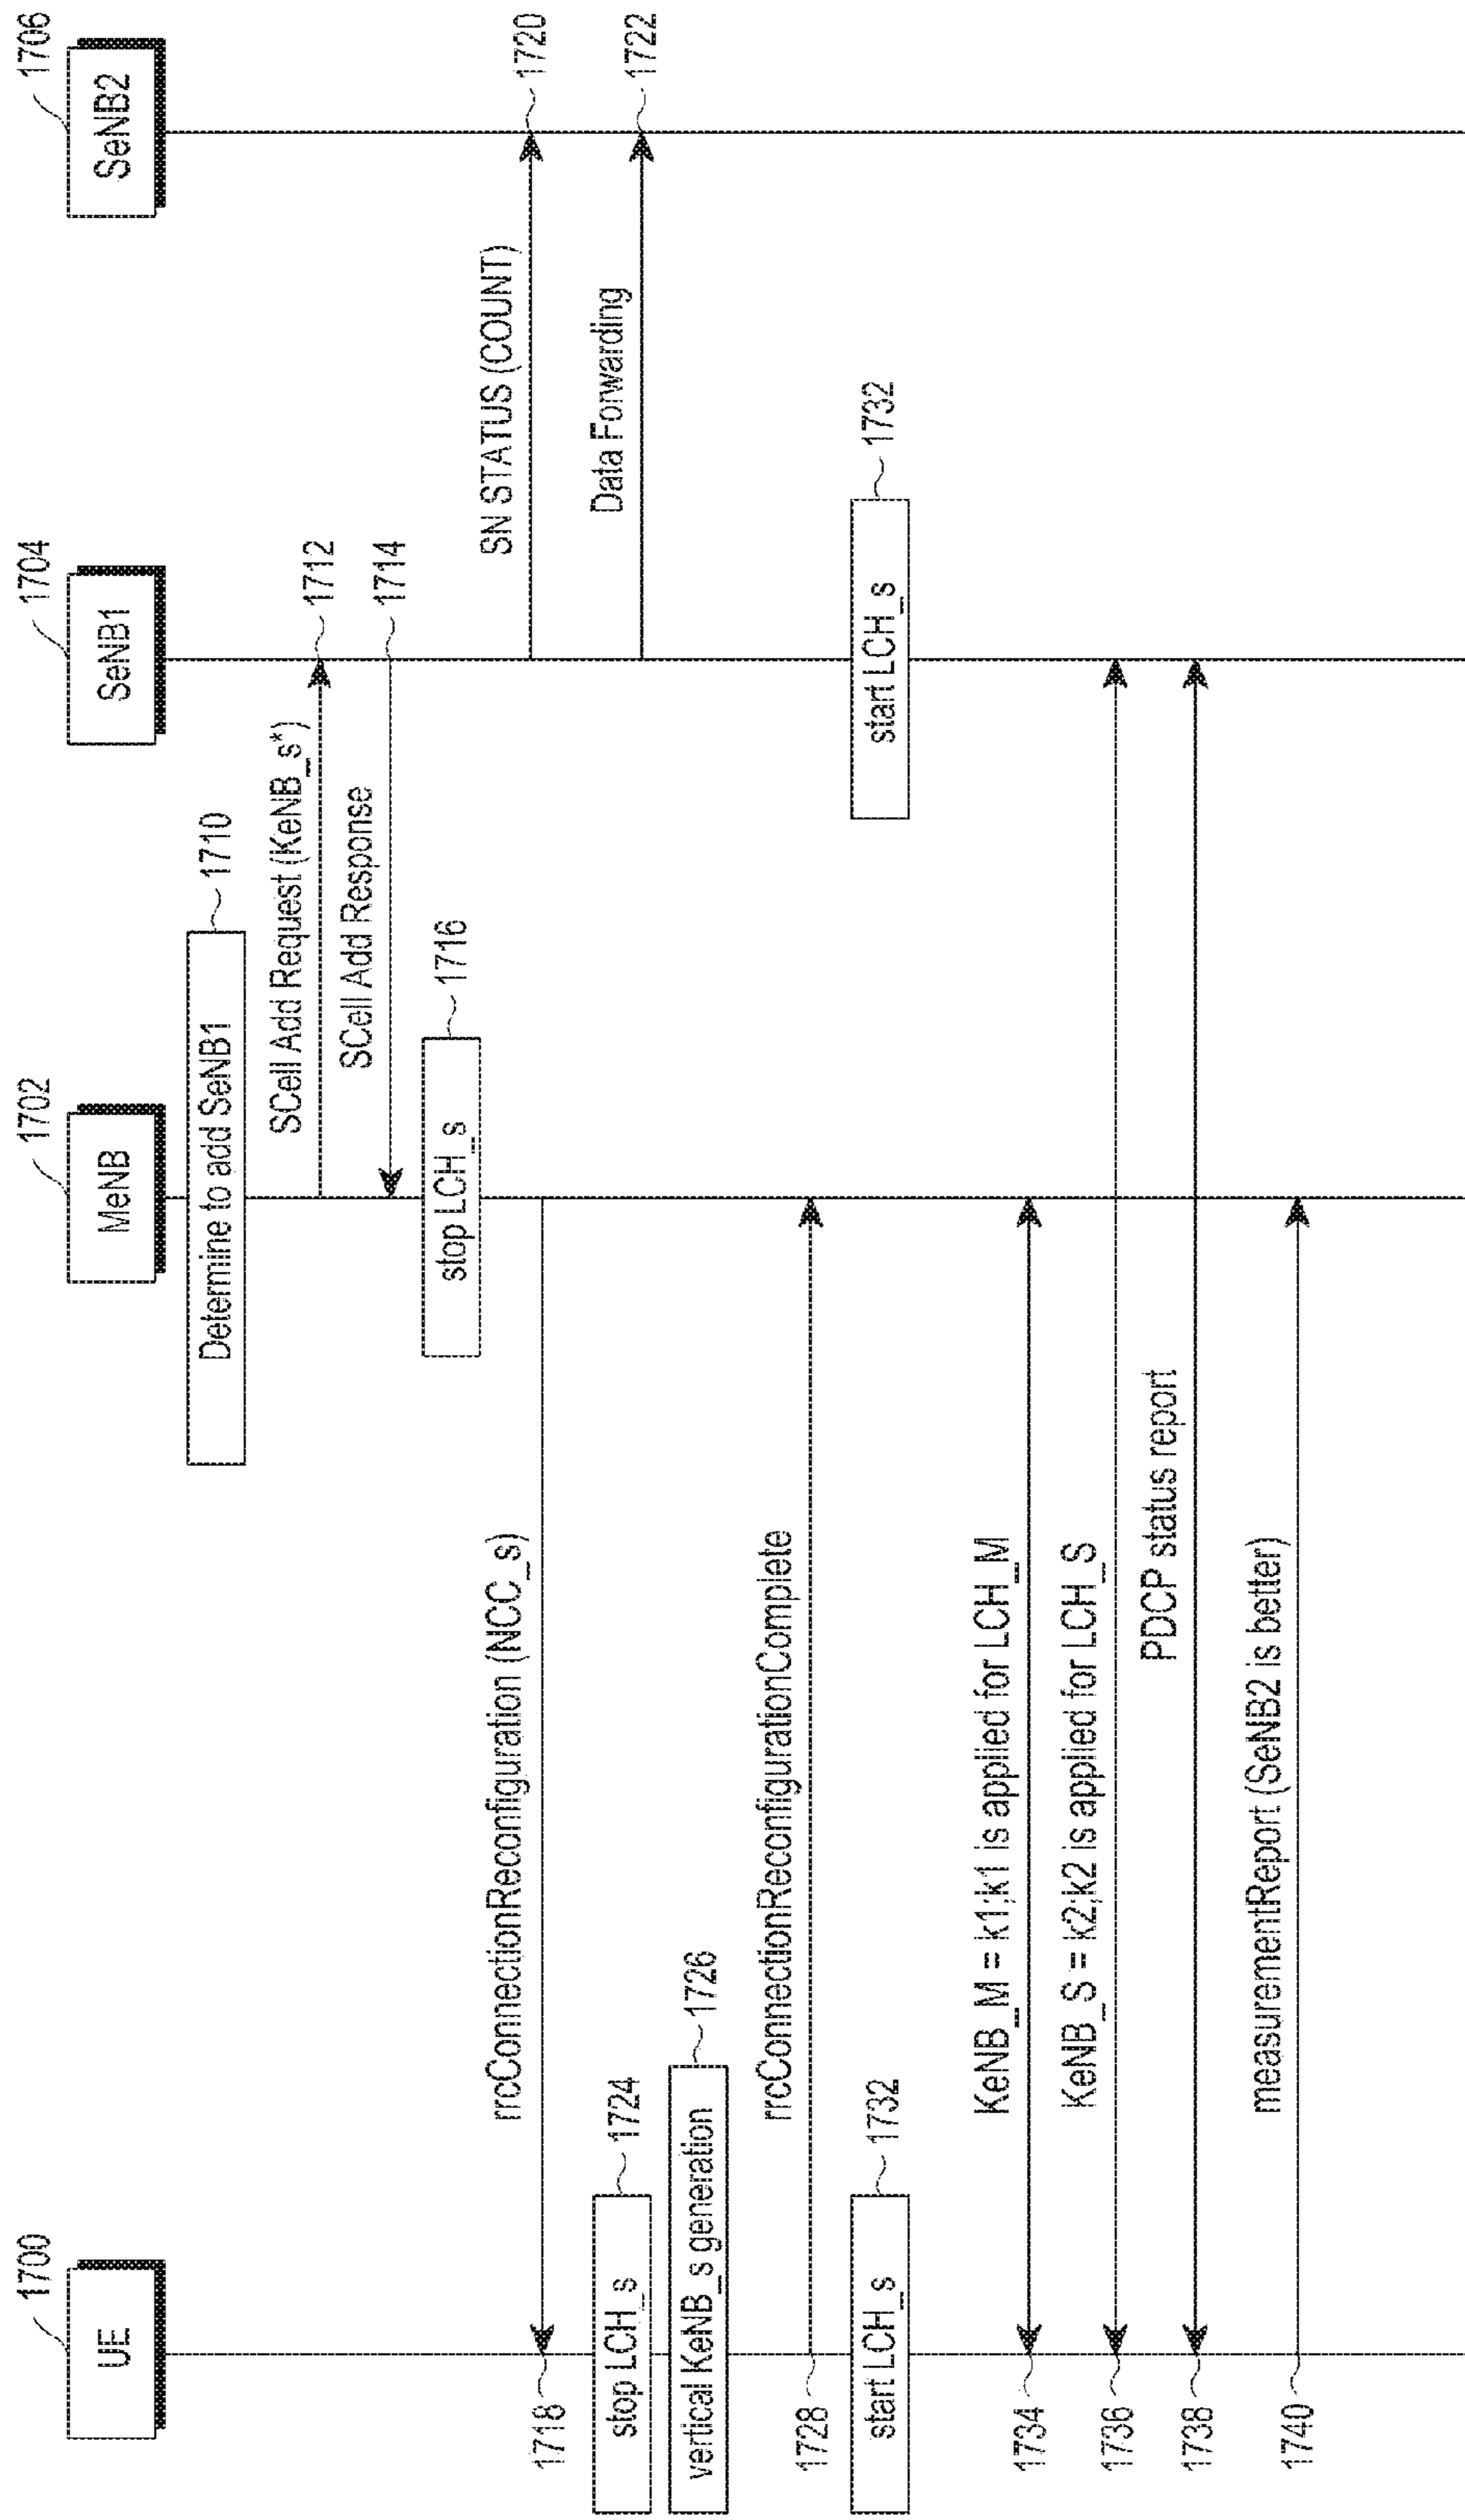 1700
UE
1702
MeNB
1704
SeNB1
1706
SeNB2
Determine to add SeNB1
1710
SCell Add Request (KeNB_s*)
1712
SCell Add Response
1714
stop LCH_s
1716
SN STATUS (COUNT)
1720
rrcConnectionReconfiguration (NCC_s)
1718
stop LCH_s
1724
Data Forwarding
1722
vertical KeNB_s generation
1726
rrcConnectionReconfigurationComplete
1728
start LCH_s
1732
start LCH_s
1732
KeNB_M = k1;k1 is applied for LCH_M
1734
KeNB_S = k2;k2 is applied for LCH_S
1736
PDCP status report
1738
measurementReport (SeNB2 is better)
1740